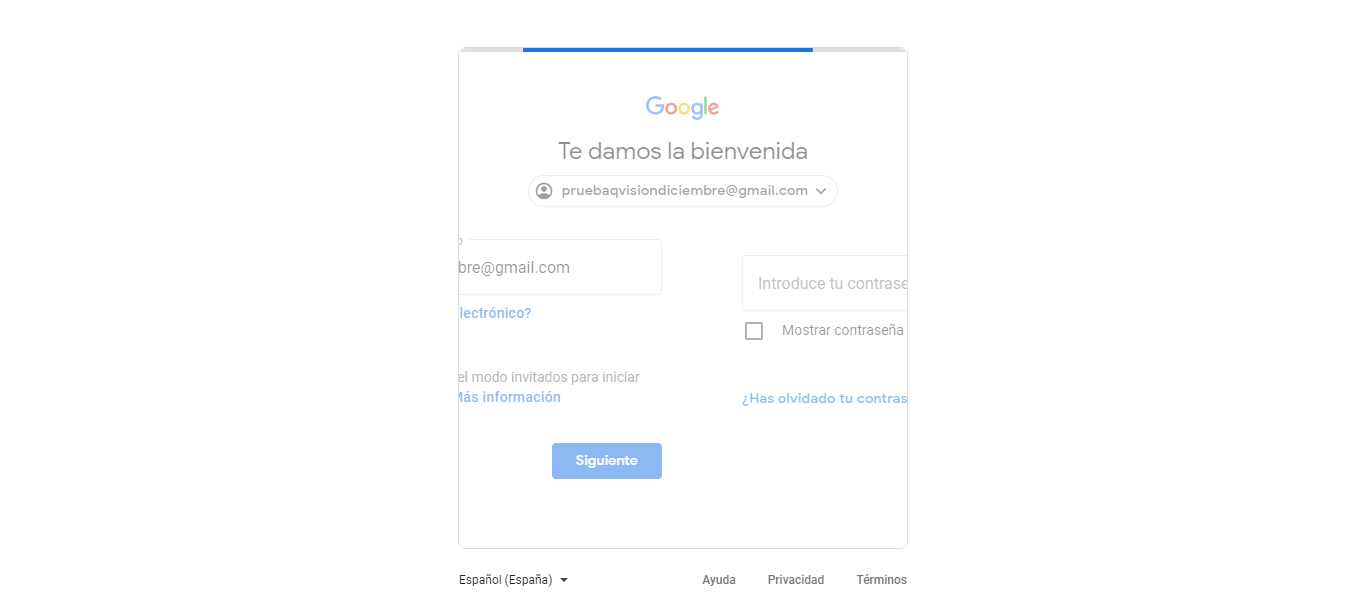 Google
Te damos la bienvenida
pruebaqvisiondiciembre@gmail.com
bre@gmail.com
Introduce tu contrase
lectrónico?
Mostrar contraseña
el modo invitados para iniciar
Más información
¿Has olvidado tu contras
Siguiente
Español (España)
Ayuda Privacidad Términos